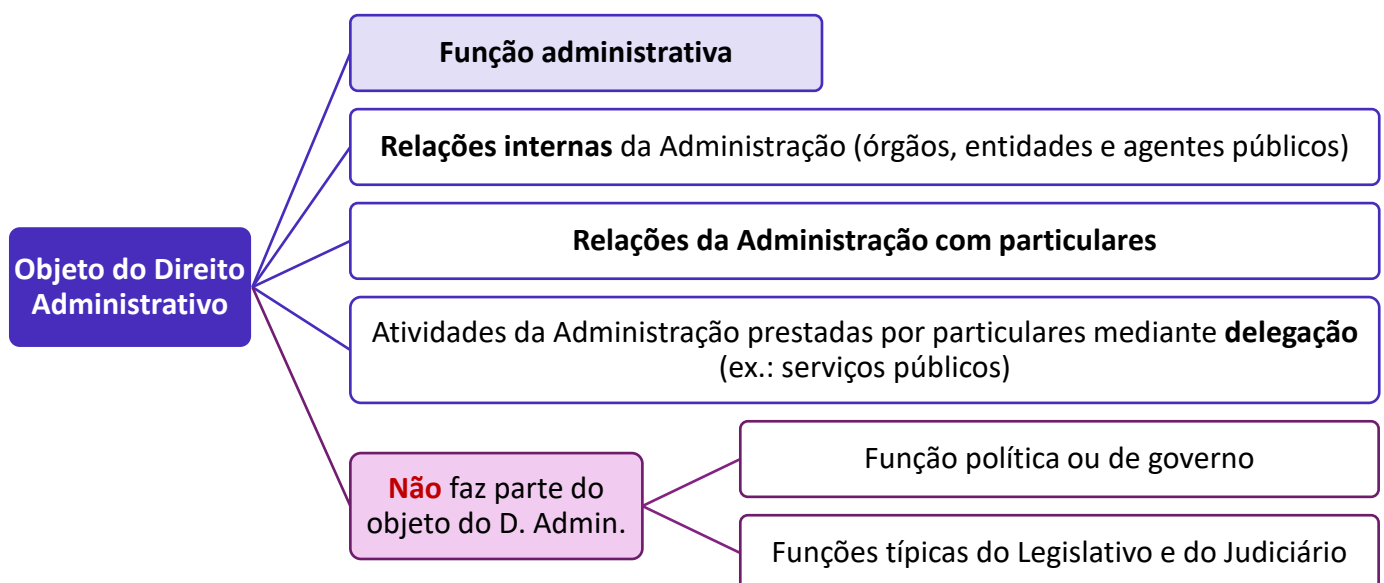 Função administrativa
Relações internas da Administração (órgãos, entidades e agentes públicos)
Objeto do Direito
Administrativo
Relações da Administração com particulares
Atividades da Administração prestadas por particulares mediante delegação
(ex.: serviços públicos)
Não faz parte do
objeto do D. Admin.
Função política ou de governo
Funções típicas do Legislativo e do Judiciário